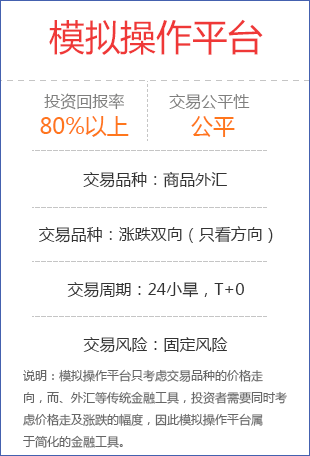 模拟操作平台
投资回报率 交易公平性
80%以上 公平
交易品种：商品外汇
交易品种：涨跌双向（只看方向）
交易周期：24小旱，T+0
交易风险：固定风险
说明：模拟操作平台只考虑交易品种的价格走
向，而、外汇等传统金融工具，投资者需要同时考
虑价格走及涨跌的幅度，因此模拟操作平台属
于简化的金融工具。